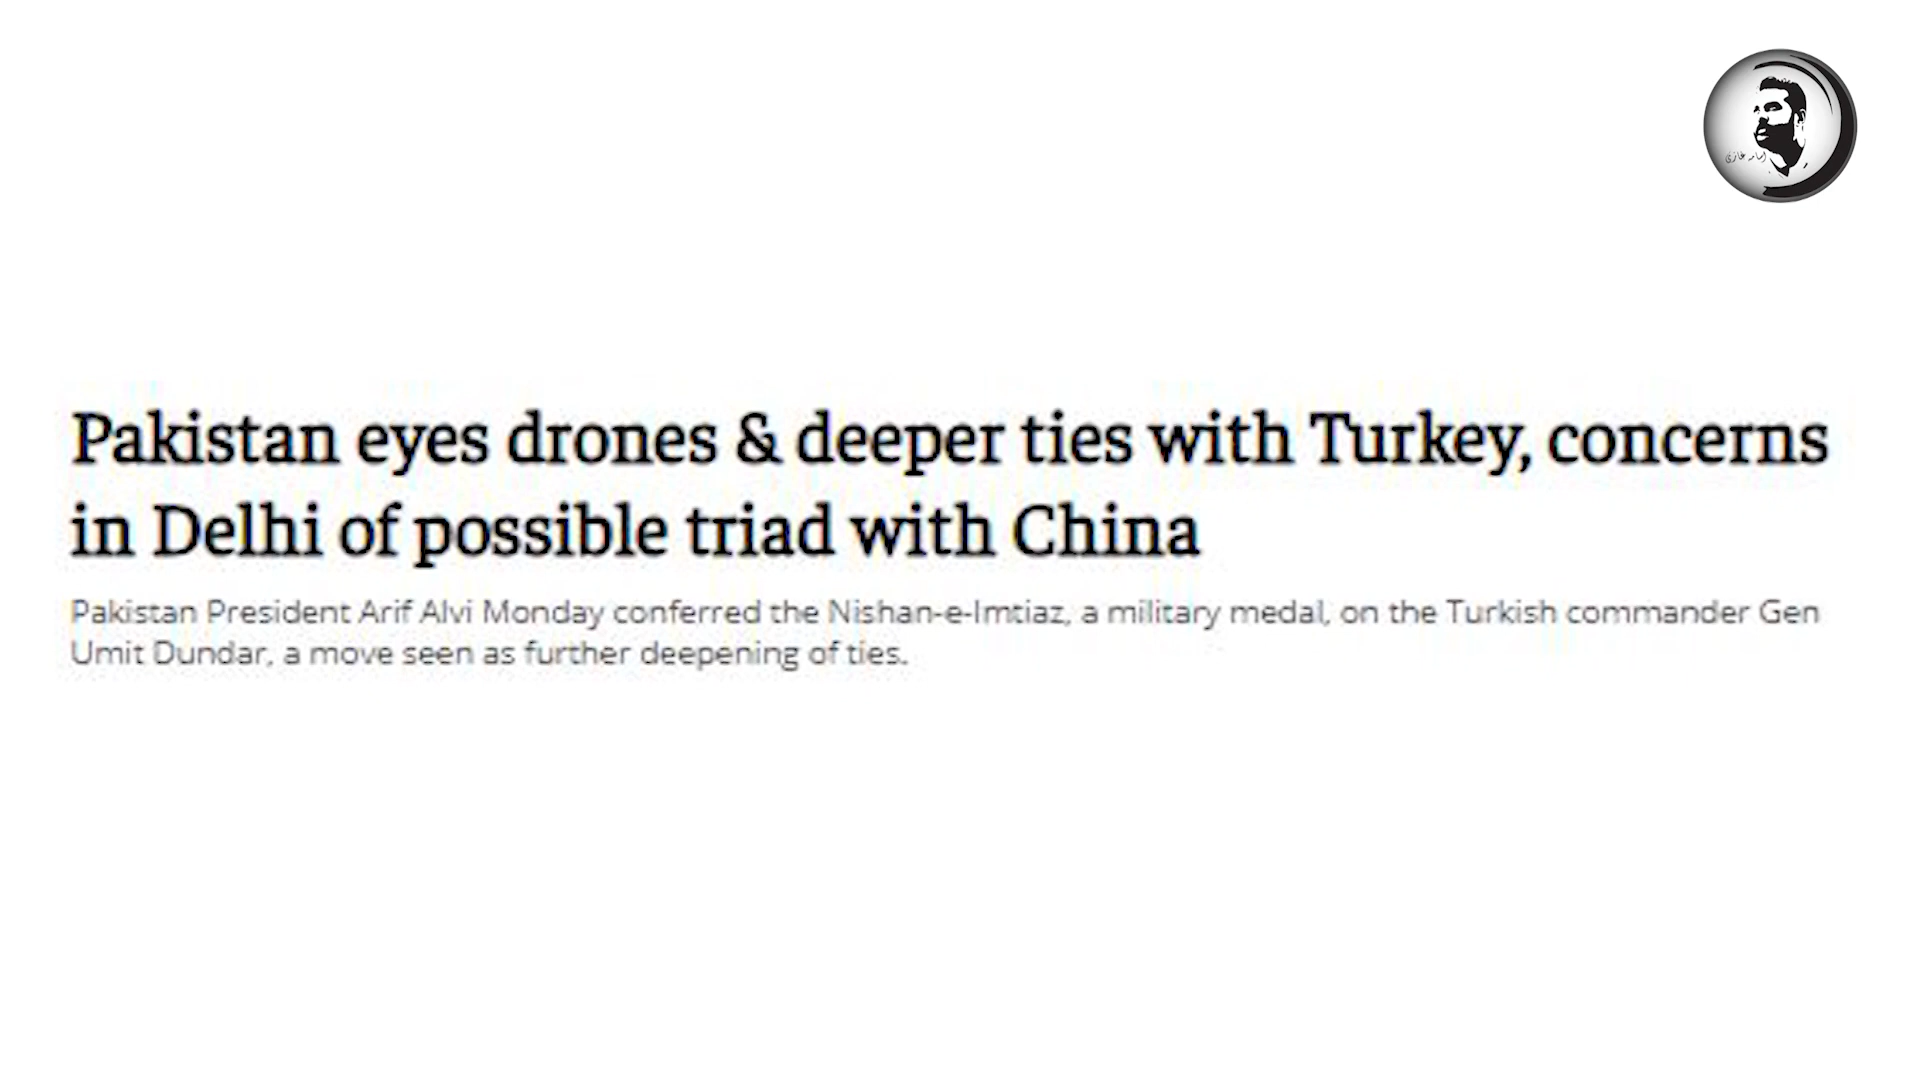 اسامہ غازی
Pakistan eyes drones & deeper ties with Turkey, concerns
in Delhi of possible triad with China
Pakistan President Arif Alvi Monday conferred the Nishan-e-Imtiaz, a military medal, on the Turkish commander Gen
Umit Dundar, a move seen as further deepening of ties.